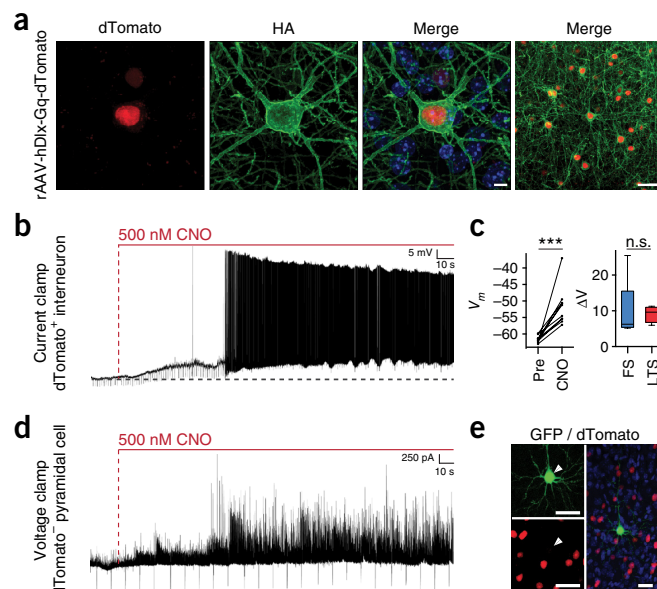 a
dTomato
HA
Merge
Merge
rAAV-hDlx-Gq-dTomato
b
500 nM CNO
5 mV
10 s
Current clamp
dTomato⁺ interneuron
c
***
n.s.
Vm
−40
−45
−50
−55
−60
Pre
CNO
ΔV
20
10
0
FS
LTS
d
500 nM CNO
250 pA
10 s
Voltage clamp
dTomato⁻ pyramidal cell
e
GFP / dTomato